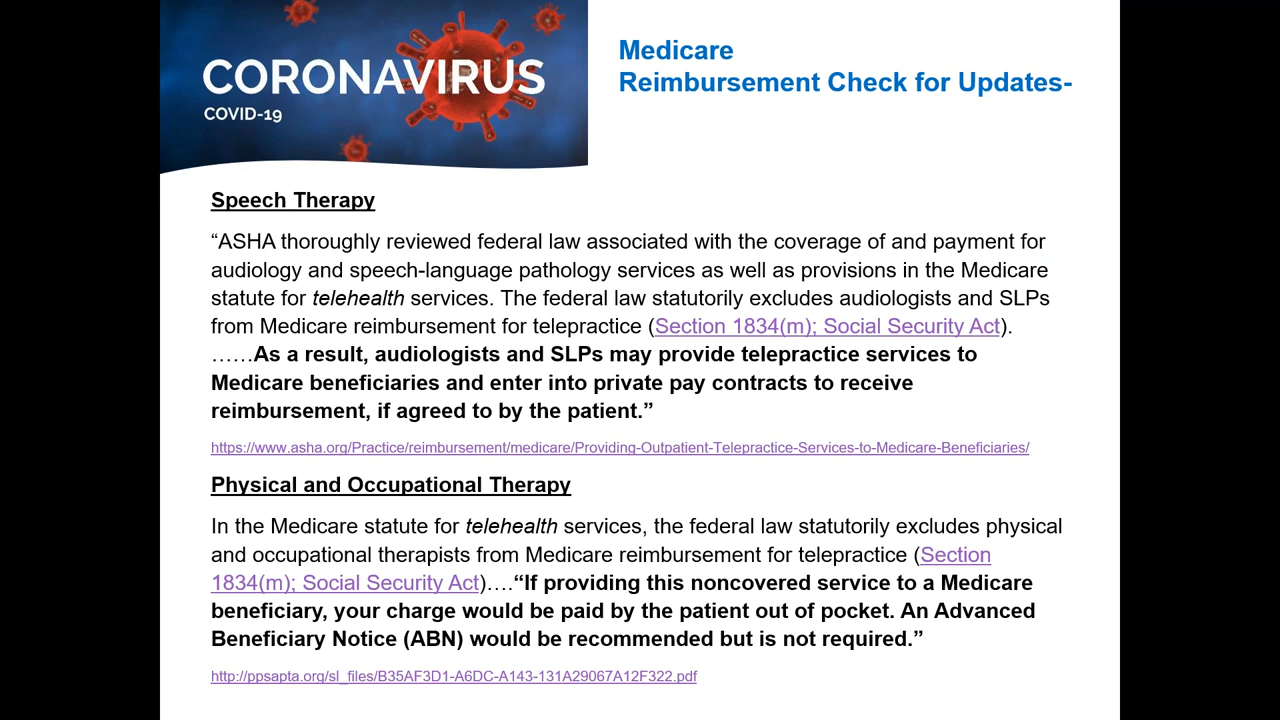 CORONAVIRUS
COVID-19
Medicare
Reimbursement Check for Updates-
Speech Therapy
“ASHA thoroughly reviewed federal law associated with the coverage of and payment for
audiology and speech-language pathology services as well as provisions in the Medicare
statute for telehealth services. The federal law statutorily excludes audiologists and SLPs
from Medicare reimbursement for telepractice (Section 1834(m); Social Security Act).
……As a result, audiologists and SLPs may provide telepractice services to
Medicare beneficiaries and enter into private pay contracts to receive
reimbursement, if agreed to by the patient.”
https://www.asha.org/Practice/reimbursement/medicare/Providing-Outpatient-Telepractice-Services-to-Medicare-Beneficiaries/
Physical and Occupational Therapy
In the Medicare statute for telehealth services, the federal law statutorily excludes physical
and occupational therapists from Medicare reimbursement for telepractice (Section
1834(m); Social Security Act)….“If providing this noncovered service to a Medicare
beneficiary, your charge would be paid by the patient out of pocket. An Advanced
Beneficiary Notice (ABN) would be recommended but is not required.”
http://ppsapta.org/sl_files/B35AF3D1-A6DC-A143-131A29067A12F322.pdf